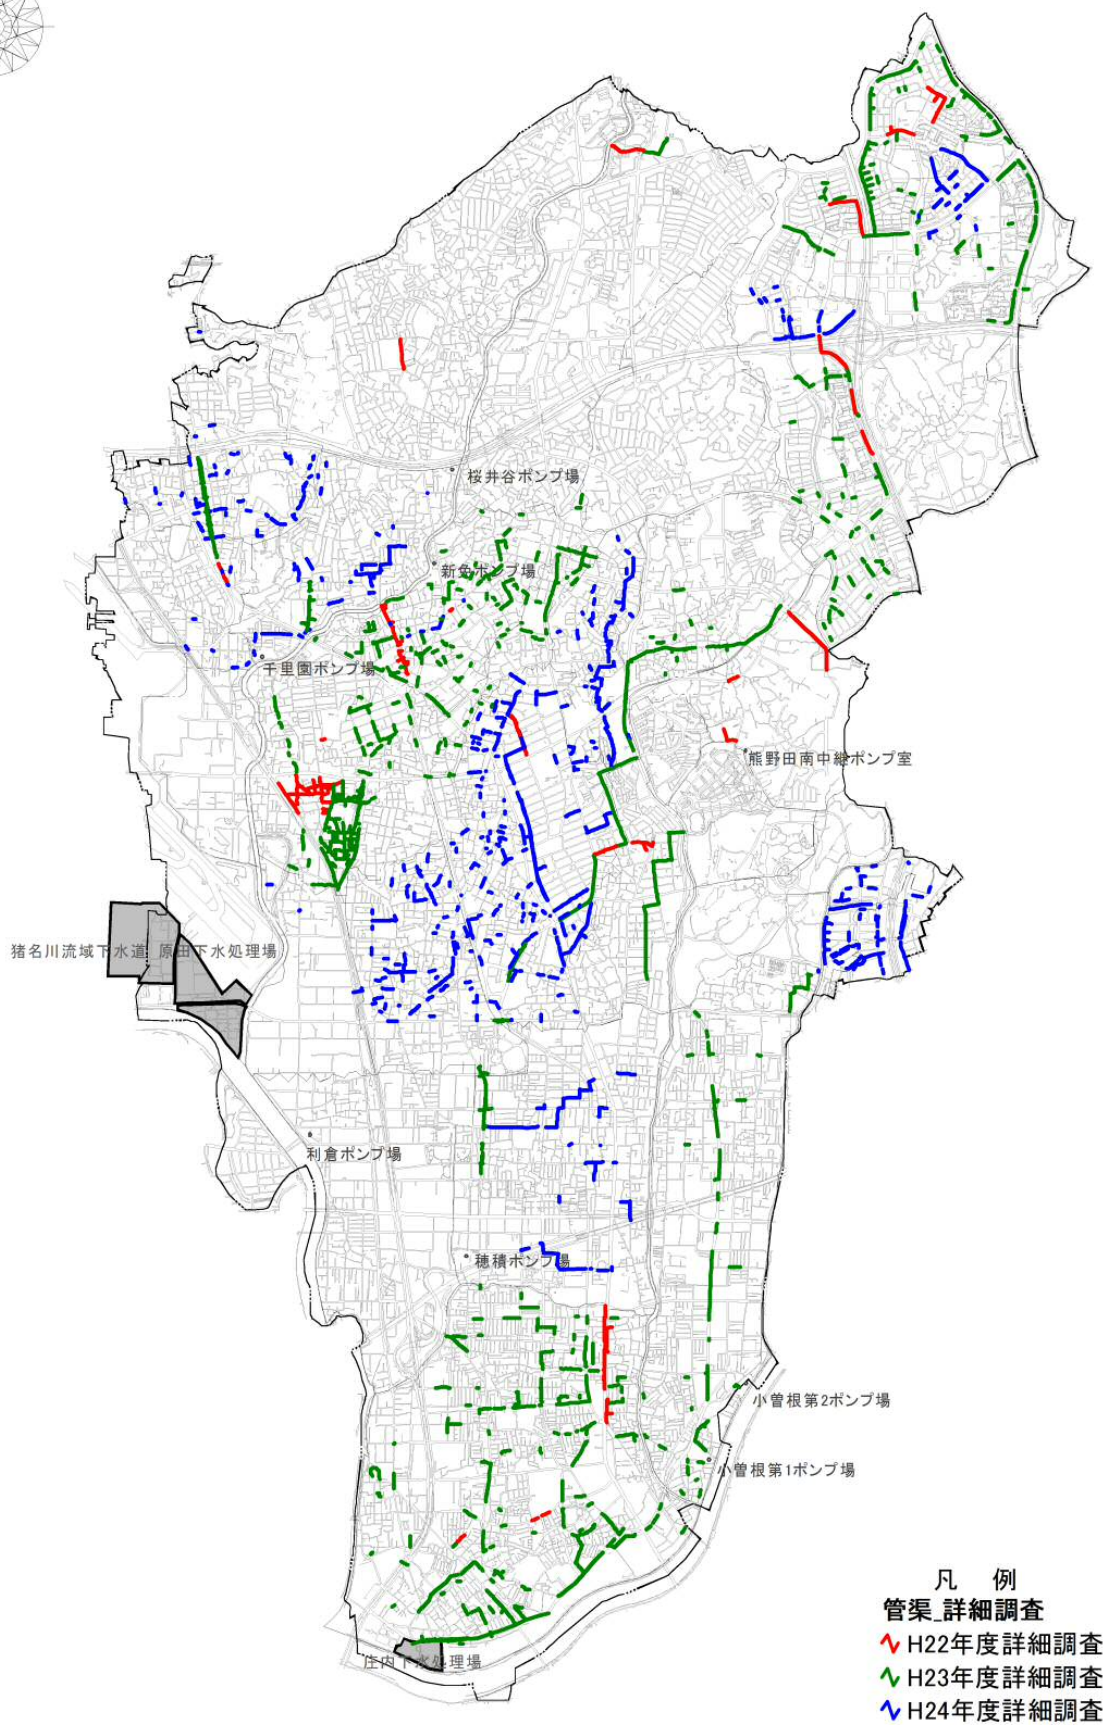 桜井谷ポンプ場
新免ポンプ場
千里園ポンプ場
熊野田南中継ポンプ室
猪名川流域下水道 原田下水処理場
利倉ポンプ場
穂積ポンプ場
小曽根第2ポンプ場
小曽根第1ポンプ場
庄内下水処理場
凡 例
管渠_詳細調査
H22年度詳細調査
H23年度詳細調査
H24年度詳細調査